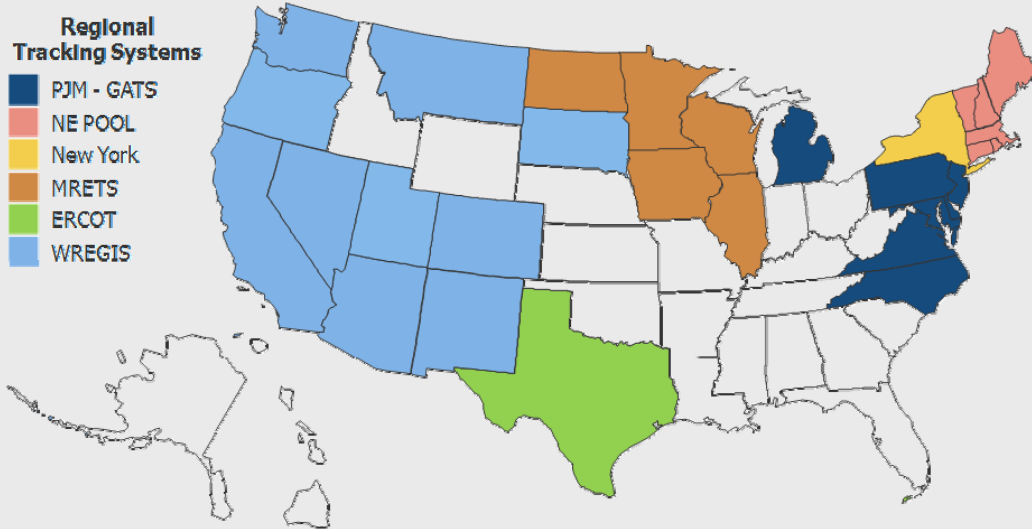 Regional
Tracking Systems
PJM - GATS
NE POOL
New York
MRETS
ERCOT
WREGIS